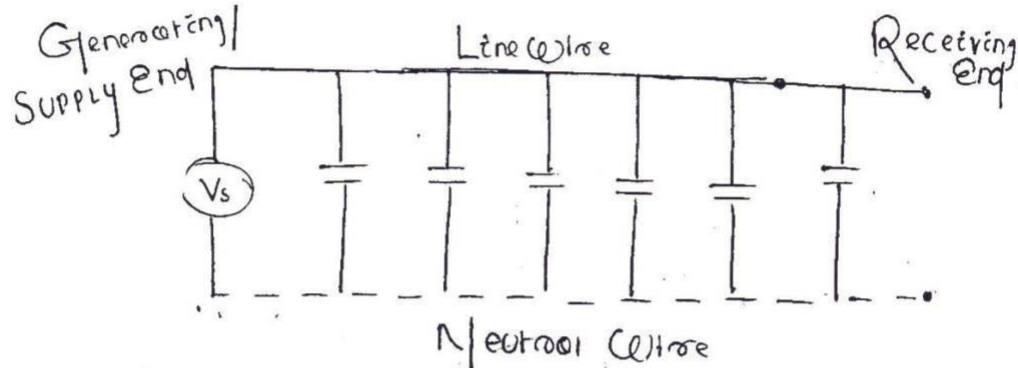 Generating/
Supply End
Line Wire
Receiving
End
Vs
Neutral Wire